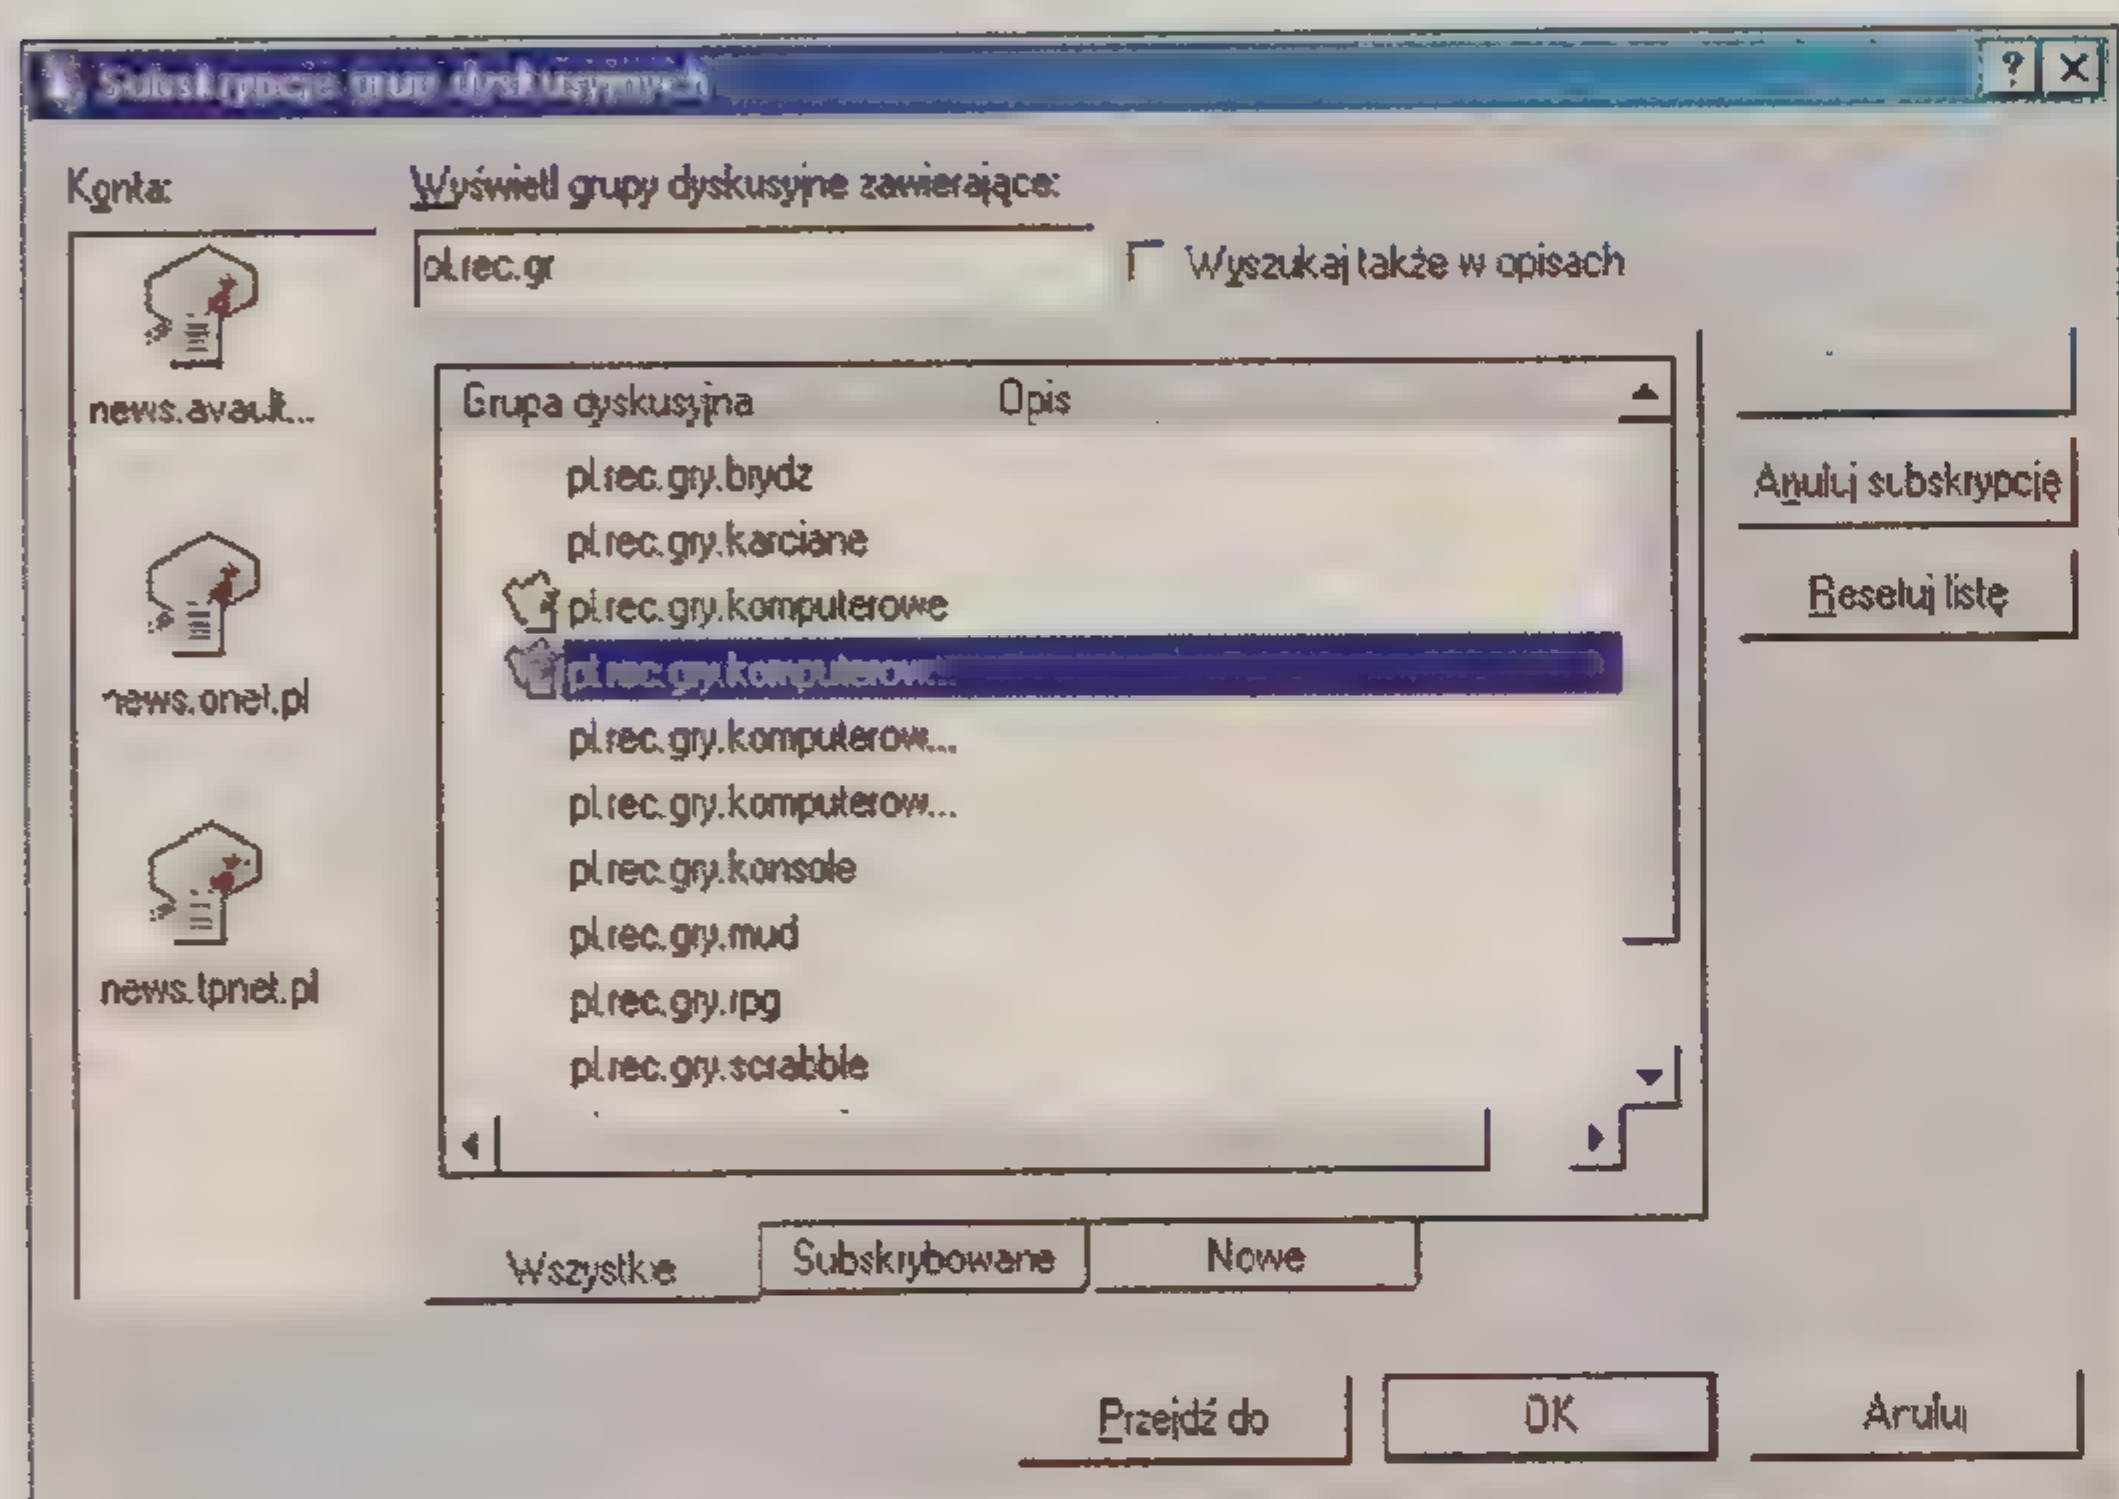 Subskrypcje grup dyskusyjnych
Konta:
Wyświetl grupy dyskusyjne zawierające:
pl.rec.gr
Wyszukaj także w opisach
news.avault...
news.onet.pl
news.tpnet.pl
Grupa dyskusyjna Opis
pl.rec.gry.brydz
pl.rec.gry.karciane
pl.rec.gry.komputerowe
pl.rec.gry.komputerow...
pl.rec.gry.komputerow...
pl.rec.gry.komputerow...
pl.rec.gry.konsole
pl.rec.gry.mud
pl.rec.gry.rpg
pl.rec.gry.scrabble
Anuluj subskrypcję
Resetuj listę
Wszystkie Subskrybowane Nowe
Przejdź do OK Anuluj